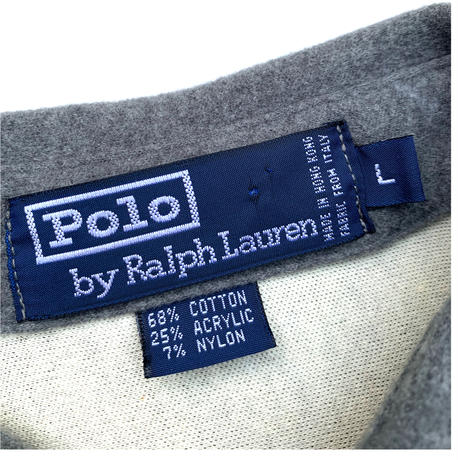 Polo
by Ralph Lauren
MADE IN HONG KONG
FABRIC FROM ITALY
L
68% COTTON
25% ACRYLIC
7% NYLON